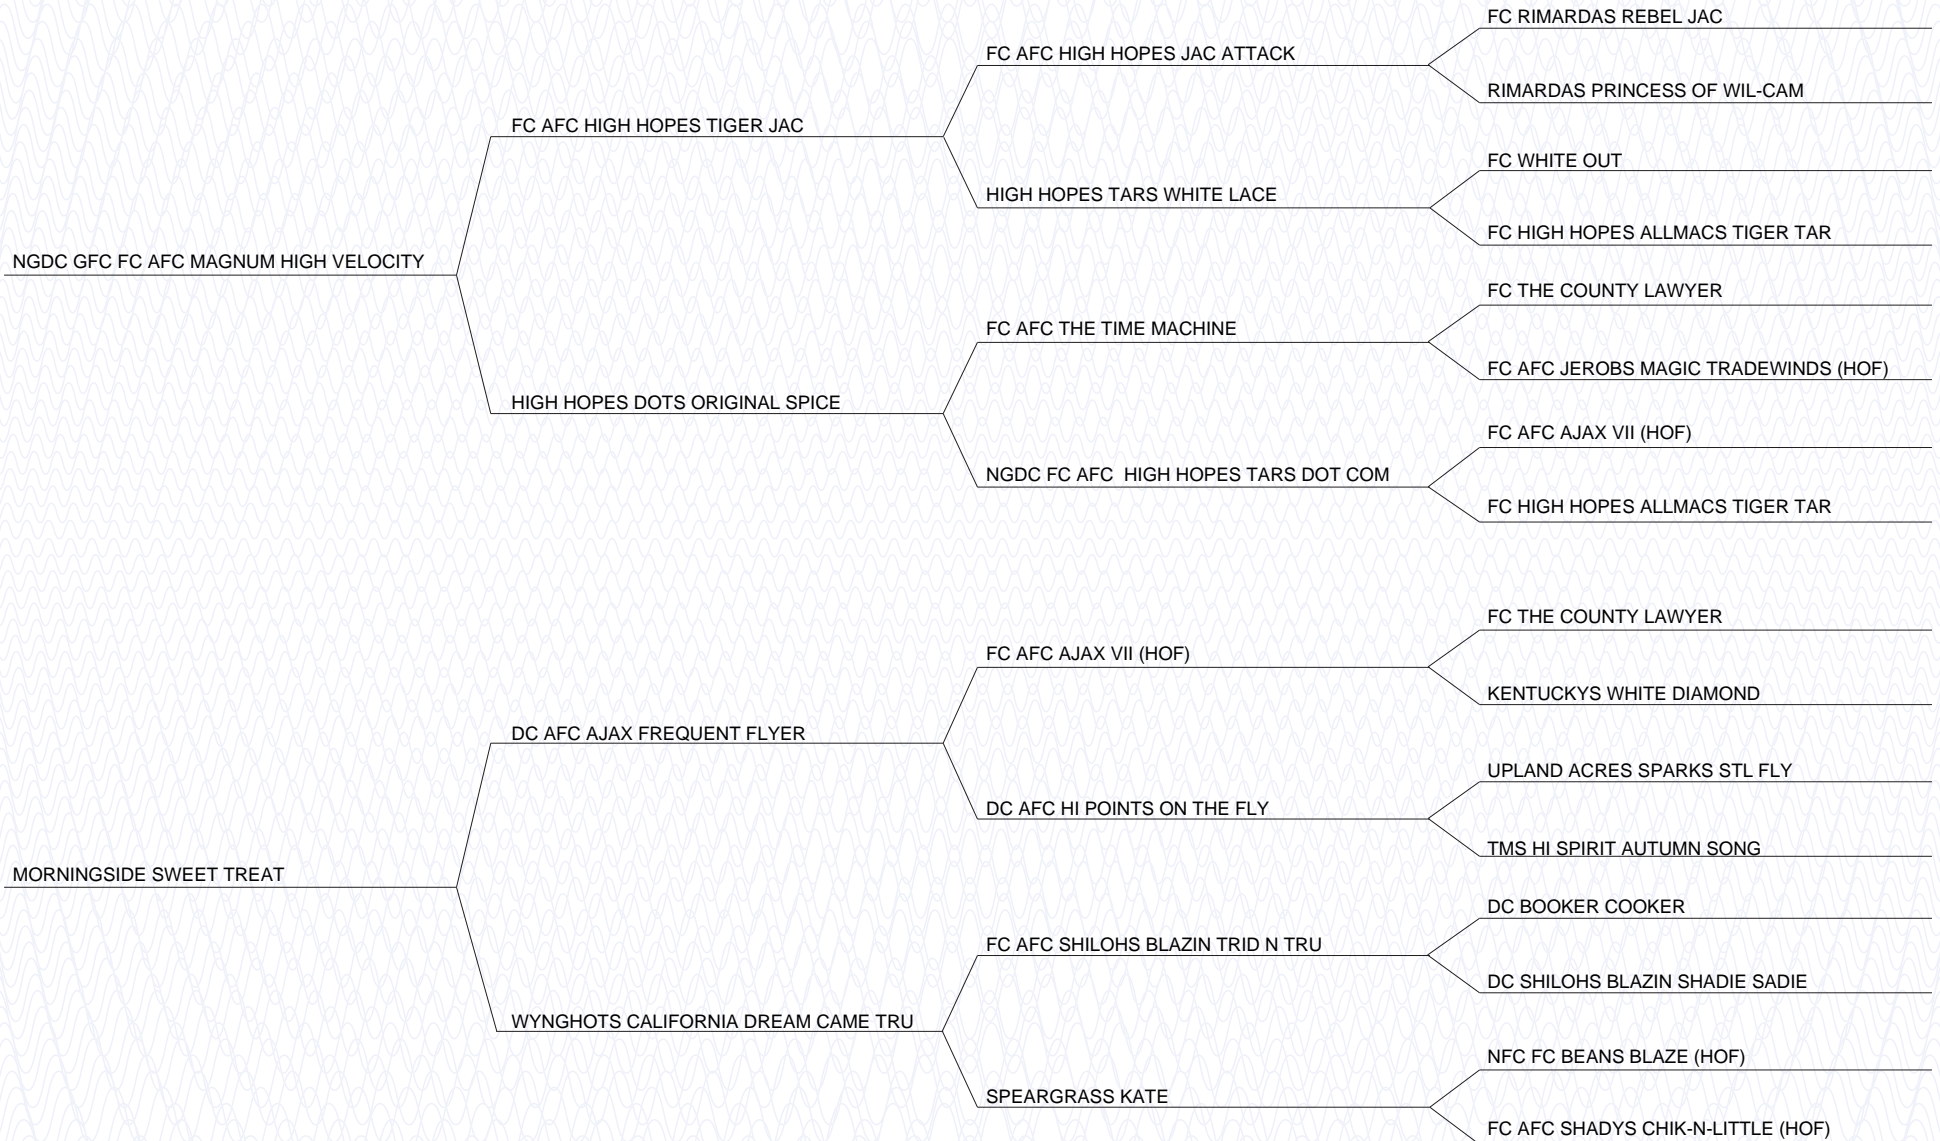 FC RIMARDAS REBEL JAC
FC AFC HIGH HOPES JAC ATTACK
RIMARDAS PRINCESS OF WIL-CAM
FC AFC HIGH HOPES TIGER JAC
FC WHITE OUT
HIGH HOPES TARS WHITE LACE
FC HIGH HOPES ALLMACS TIGER TAR
NGDC GFC FC AFC MAGNUM HIGH VELOCITY
FC THE COUNTY LAWYER
FC AFC THE TIME MACHINE
FC AFC JEROBS MAGIC TRADEWINDS (HOF)
HIGH HOPES DOTS ORIGINAL SPICE
FC AFC AJAX VII (HOF)
NGDC FC AFC  HIGH HOPES TARS DOT COM
FC HIGH HOPES ALLMACS TIGER TAR
FC THE COUNTY LAWYER
FC AFC AJAX VII (HOF)
KENTUCKYS WHITE DIAMOND
DC AFC AJAX FREQUENT FLYER
UPLAND ACRES SPARKS STL FLY
DC AFC HI POINTS ON THE FLY
TMS HI SPIRIT AUTUMN SONG
MORNINGSIDE SWEET TREAT
DC BOOKER COOKER
FC AFC SHILOHS BLAZIN TRID N TRU
DC SHILOHS BLAZIN SHADIE SADIE
WYNGHOTS CALIFORNIA DREAM CAME TRU
NFC FC BEANS BLAZE (HOF)
SPEARGRASS KATE
FC AFC SHADYS CHIK-N-LITTLE (HOF)